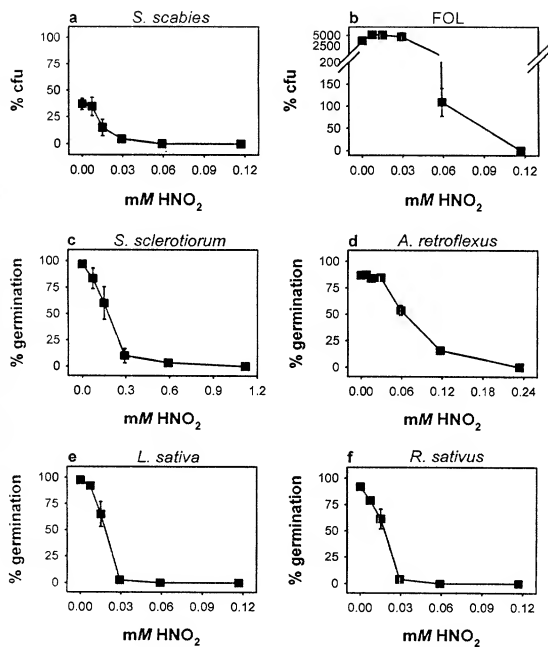 a S. scabies
100
75
50
25
0
% cfu
0.00 0.03 0.06 0.09 0.12
mM HNO₂
b FOL
5000
2500
200
150
100
50
0
% cfu
0.00 0.03 0.06 0.09 0.12
mM HNO₂
c S. sclerotiorum
100
75
50
25
0
% germination
0.0 0.3 0.6 0.9 1.2
mM HNO₂
d A. retroflexus
100
75
50
25
0
% germination
0.00 0.06 0.12 0.18 0.24
mM HNO₂
e L. sativa
100
75
50
25
0
% germination
0.00 0.03 0.06 0.09 0.12
mM HNO₂
f R. sativus
100
75
50
25
0
% germination
0.00 0.03 0.06 0.09 0.12
mM HNO₂